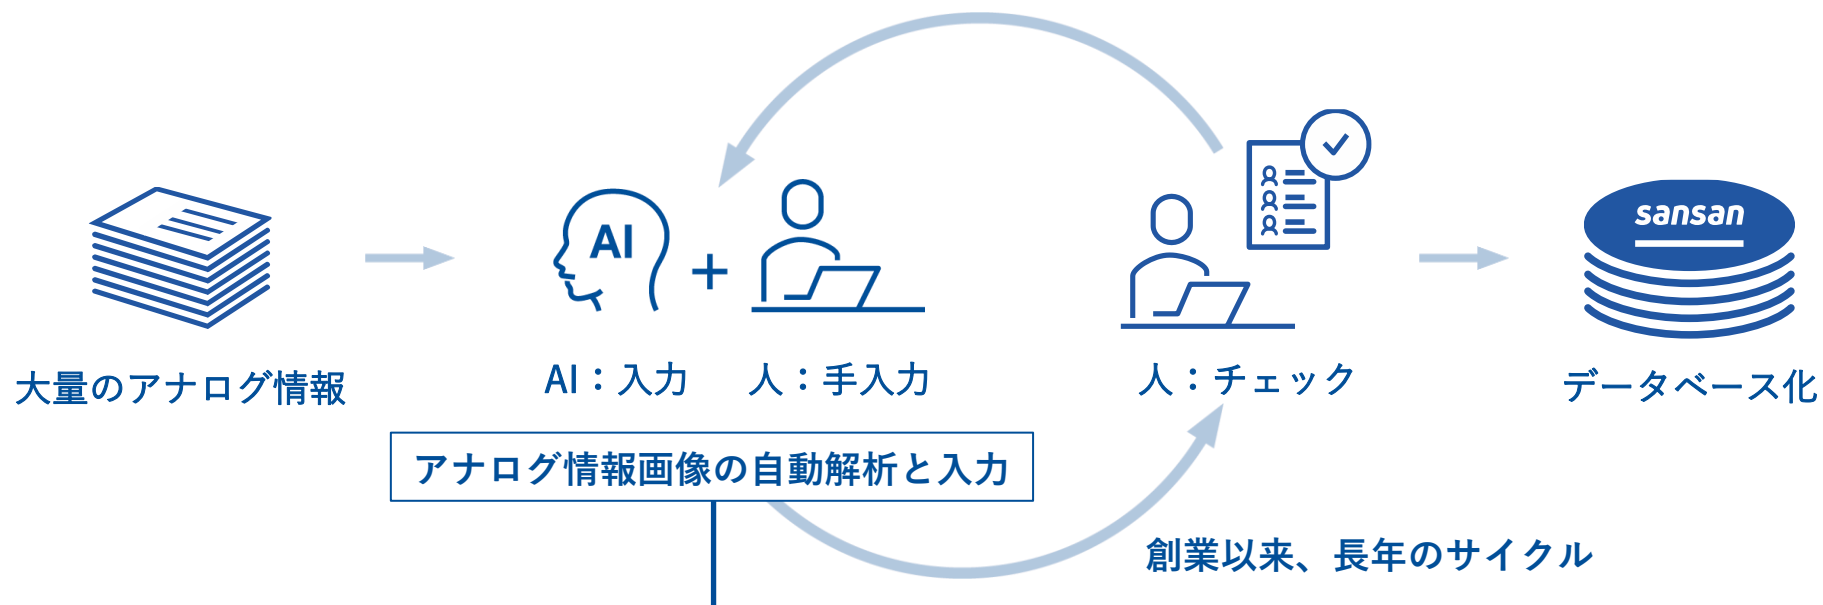 AI
sansan
大量のアナログ情報
AI：入力
人：手入力
人：チェック
データベース化
アナログ情報画像の自動解析と入力
創業以来、長年のサイクル